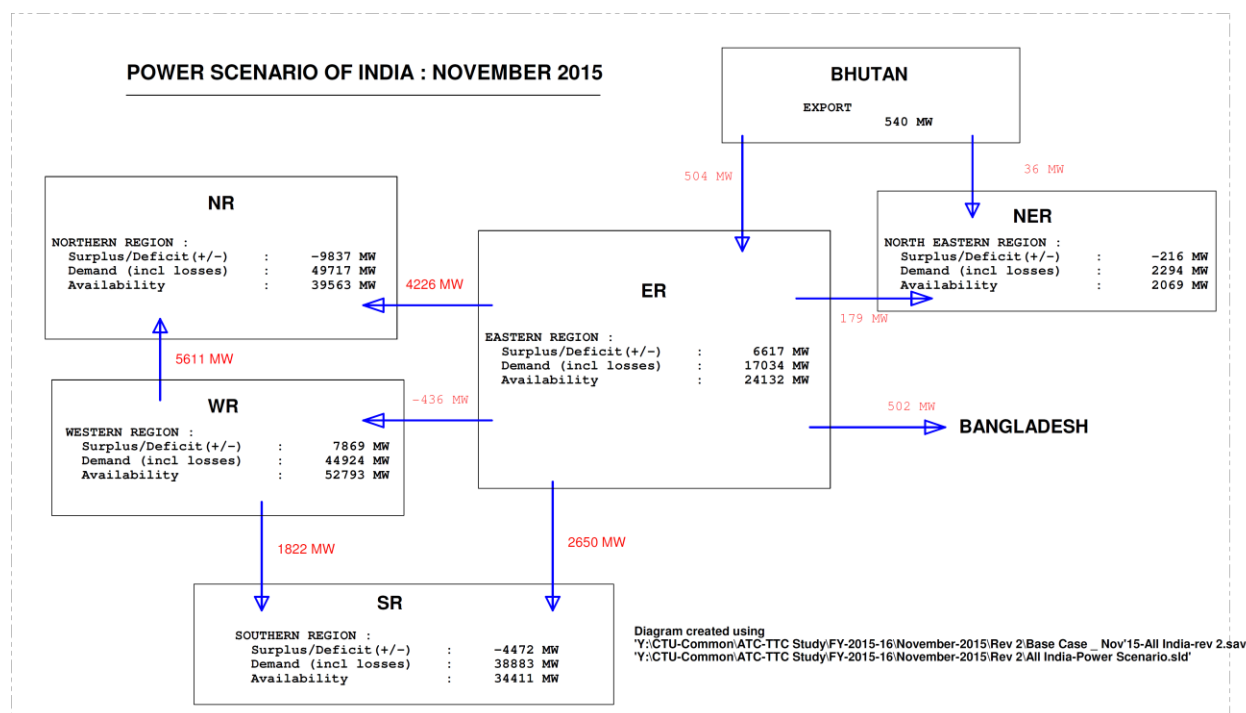 POWER SCENARIO OF INDIA : NOVEMBER 2015
BHUTAN
EXPORT
540 MW
504 MW
36 MW
NR
NORTHERN REGION :
Surplus/Deficit(+/-) : -9837 MW
Demand (incl losses) : 49717 MW
Availability : 39563 MW
NER
NORTH EASTERN REGION :
Surplus/Deficit(+/-) : -216 MW
Demand (incl losses) : 2294 MW
Availability : 2069 MW
4226 MW
ER
EASTERN REGION :
Surplus/Deficit(+/-) : 6617 MW
Demand (incl losses) : 17034 MW
Availability : 24132 MW
179 MW
5611 MW
-436 MW
502 MW
BANGLADESH
WR
WESTERN REGION :
Surplus/Deficit(+/-) : 7869 MW
Demand (incl losses) : 44924 MW
Availability : 52793 MW
1822 MW
2650 MW
SR
SOUTHERN REGION :
Surplus/Deficit(+/-) : -4472 MW
Demand (incl losses) : 38883 MW
Availability : 34411 MW
Diagram created using
'Y:\CTU-Common\ATC-TTC Study\FY-2015-16\November-2015\Rev 2\Base Case _ Nov'15-All India-rev 2.sav
'Y:\CTU-Common\ATC-TTC Study\FY-2015-16\November-2015\Rev 2\All India-Power Scenario.sld'